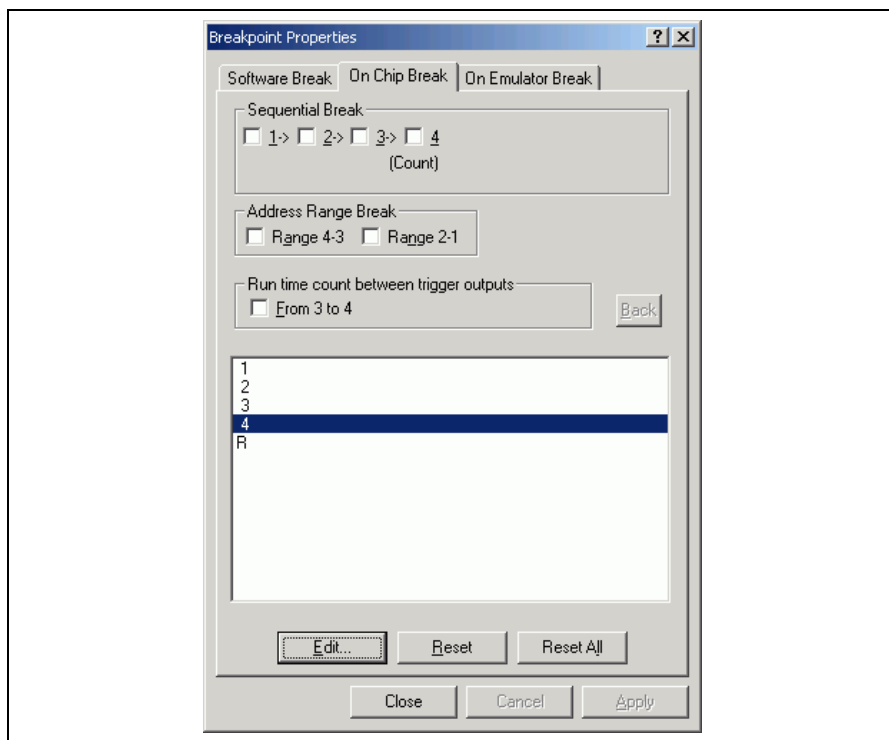 Breakpoint Properties
Software Break On Chip Break On Emulator Break
Sequential Break
1-> 2-> 3-> 4
(Count)
Address Range Break
Range 4-3 Range 2-1
Run time count between trigger outputs
From 3 to 4
Back
1
2
3
4
R
Edit... Reset Reset All
Close Cancel Apply